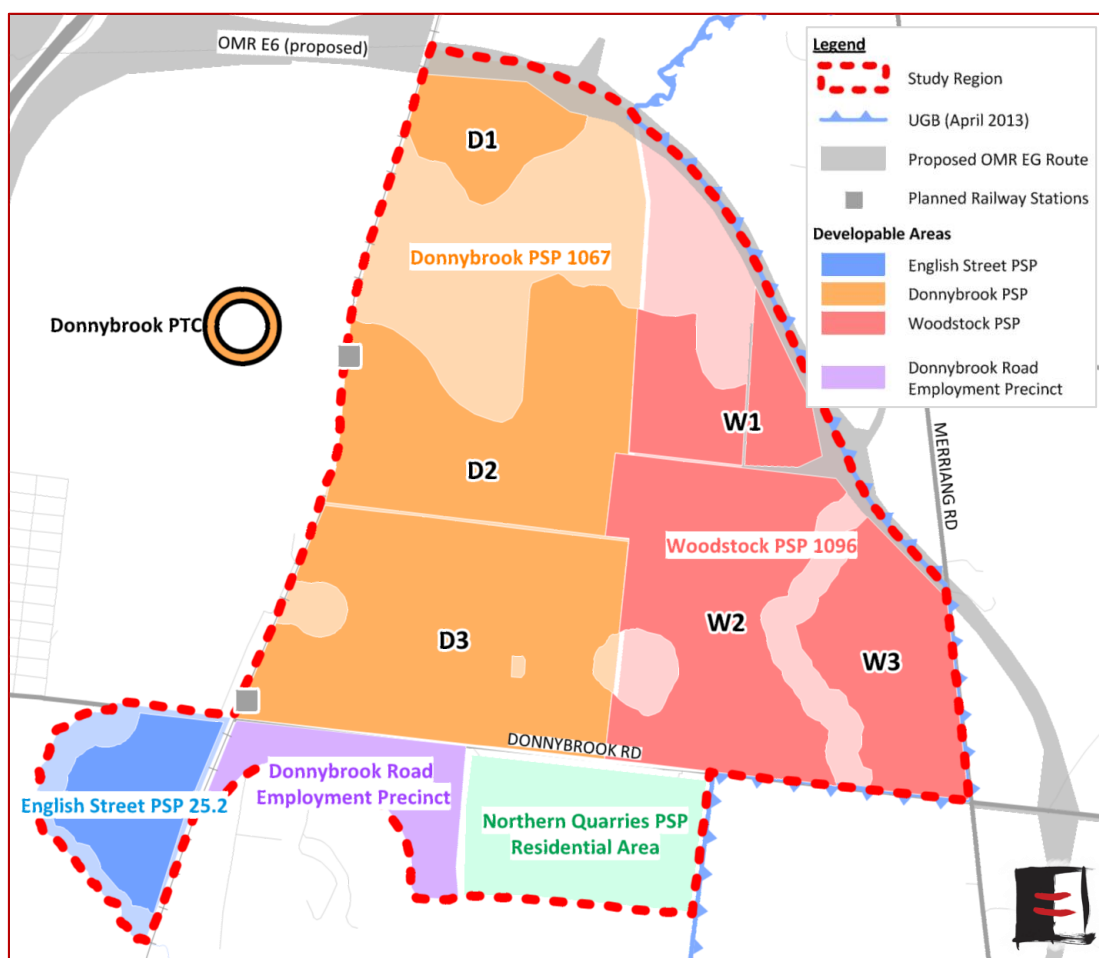 OMR E6 (proposed)
Legend
Study Region
UGB (April 2013)
Proposed OMR EG Route
Planned Railway Stations
Developable Areas
English Street PSP
Donnybrook PSP
Woodstock PSP
Donnybrook Road
Employment Precinct
D1
Donnybrook PSP 1067
Donnybrook PTC
W1
MERRIANG RD
D2
Woodstock PSP 1096
W2
D3
W3
DONNYBROOK RD
Donnybrook Road
Employment Precinct
English Street PSP 25.2
Northern Quarries PSP
Residential Area